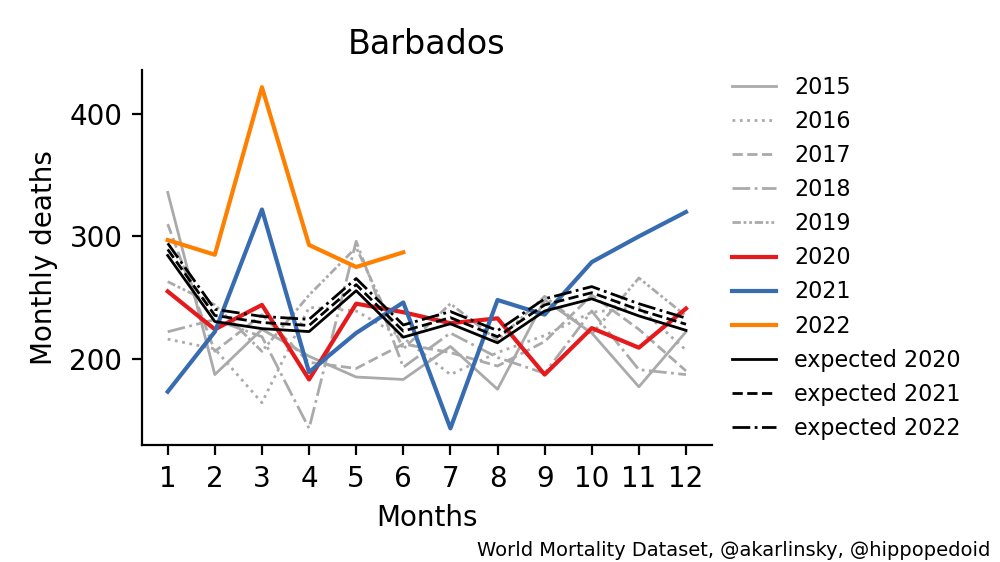 Barbados
Monthly deaths
400
300
200
1 2 3 4 5 6 7 8 9 10 11 12
Months
2015
2016
2017
2018
2019
2020
2021
2022
expected 2020
expected 2021
expected 2022
World Mortality Dataset, @akarlinsky, @hippopedoid